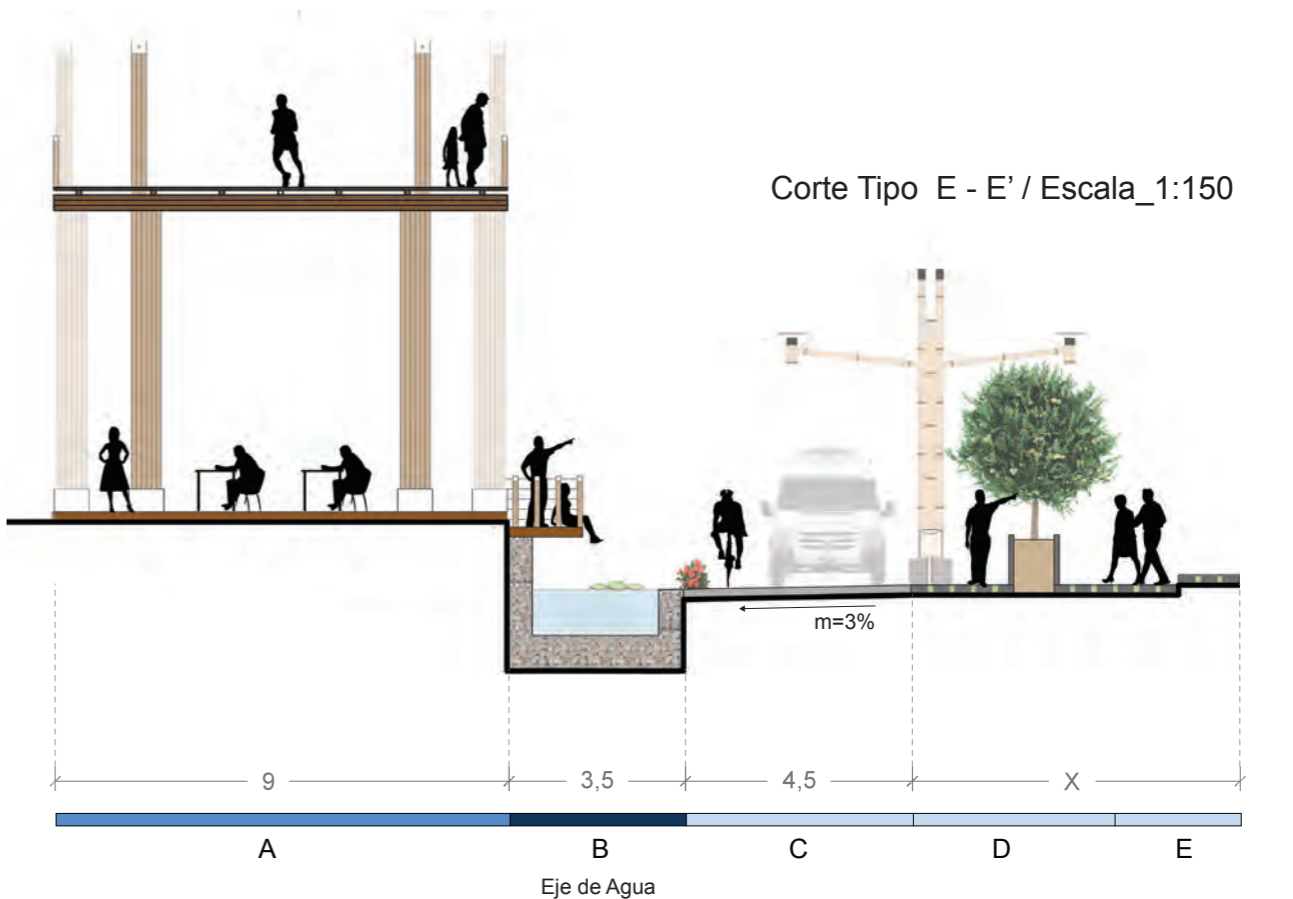 Corte Tipo E - E’ / Escala_1:150
m=3%
9 3,5 4,5 X
A B C D E
Eje de Agua